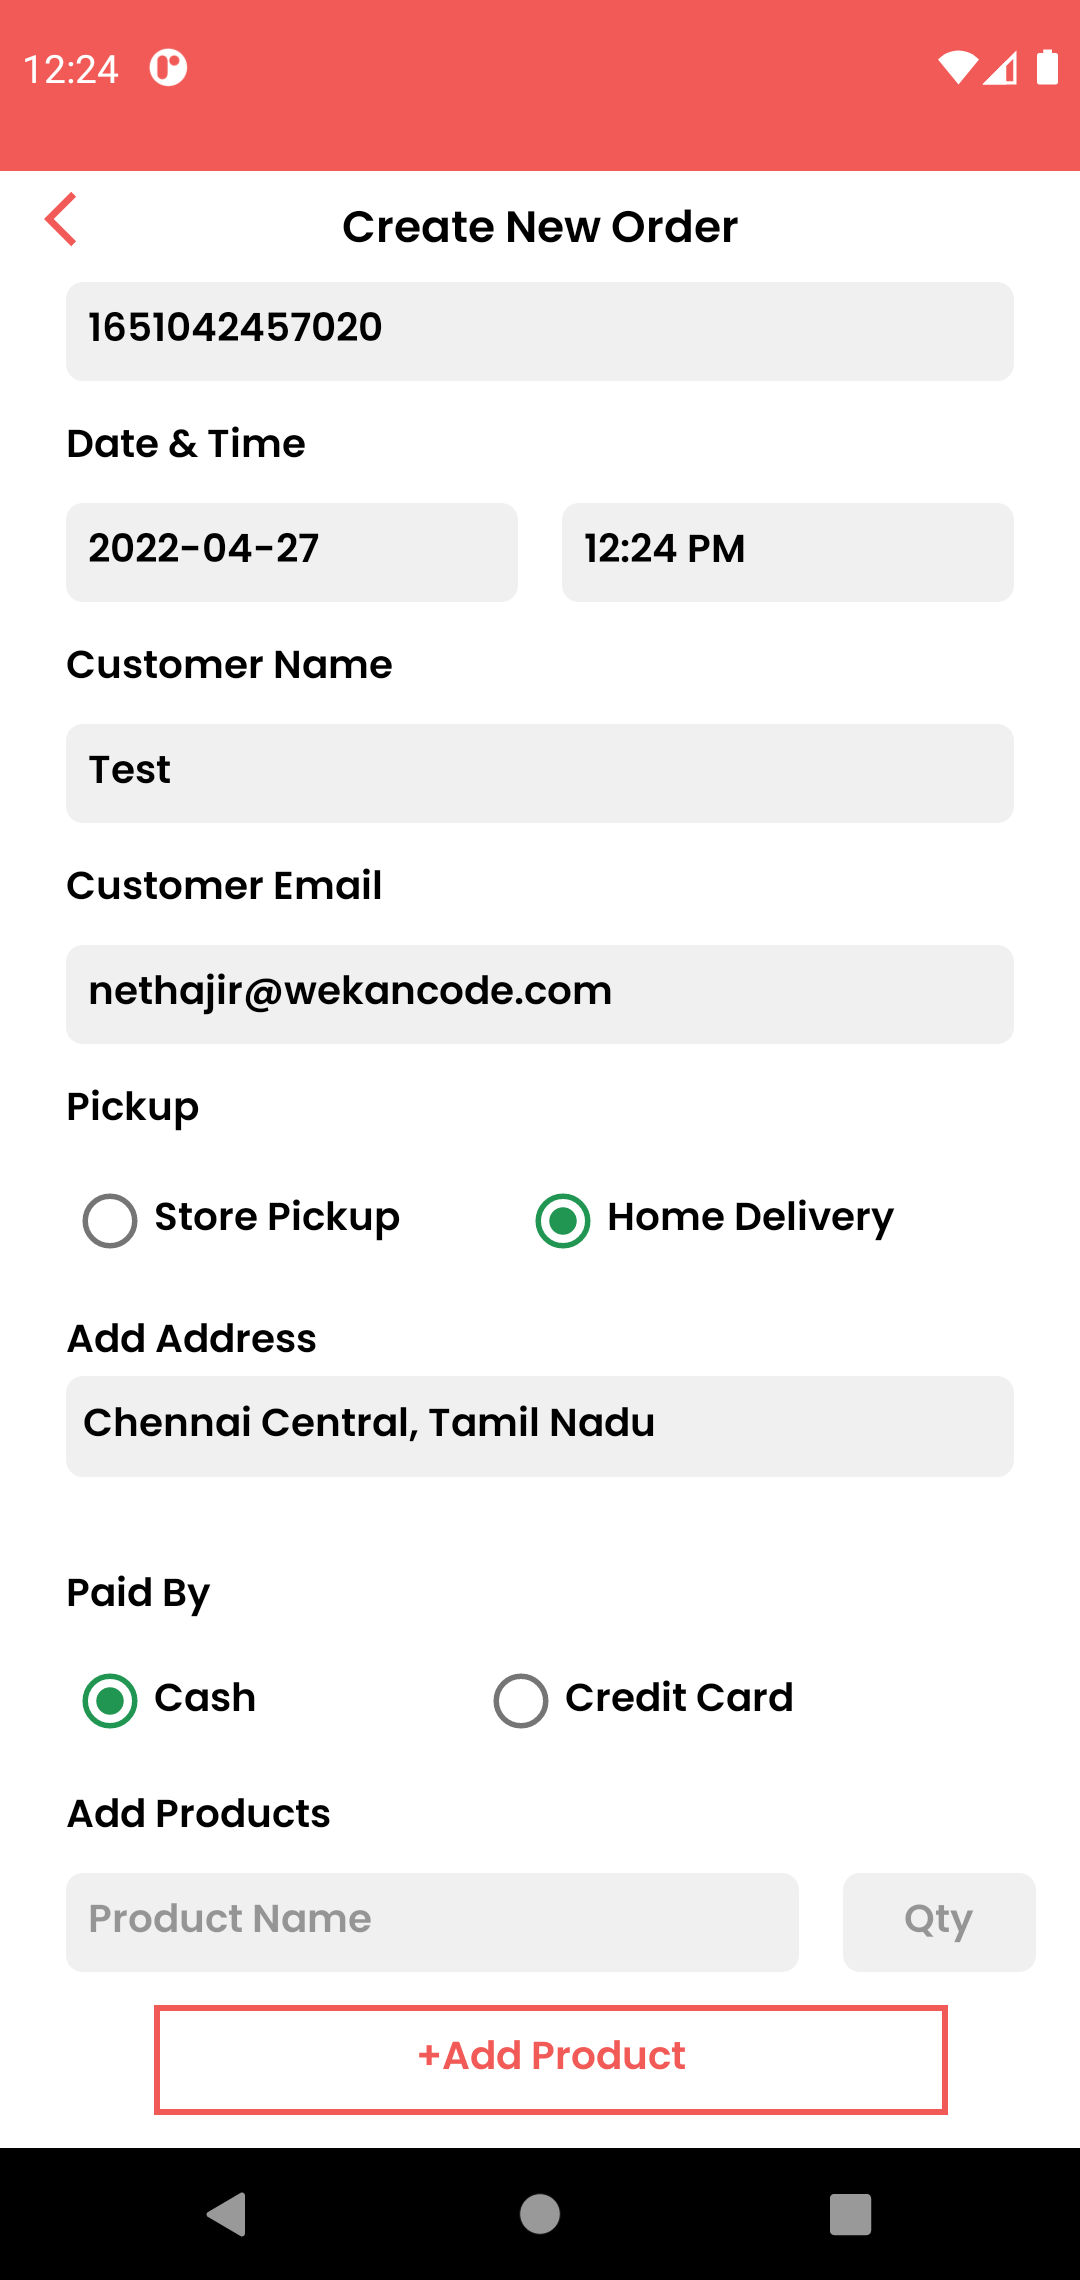 12:24
Create New Order
1651042457020
Date & Time
2022-04-27 12:24 PM
Customer Name
Test
Customer Email
nethajir@wekancode.com
Pickup
Store Pickup Home Delivery
Add Address
Chennai Central, Tamil Nadu
Paid By
Cash Credit Card
Add Products
Product Name Qty
+Add Product